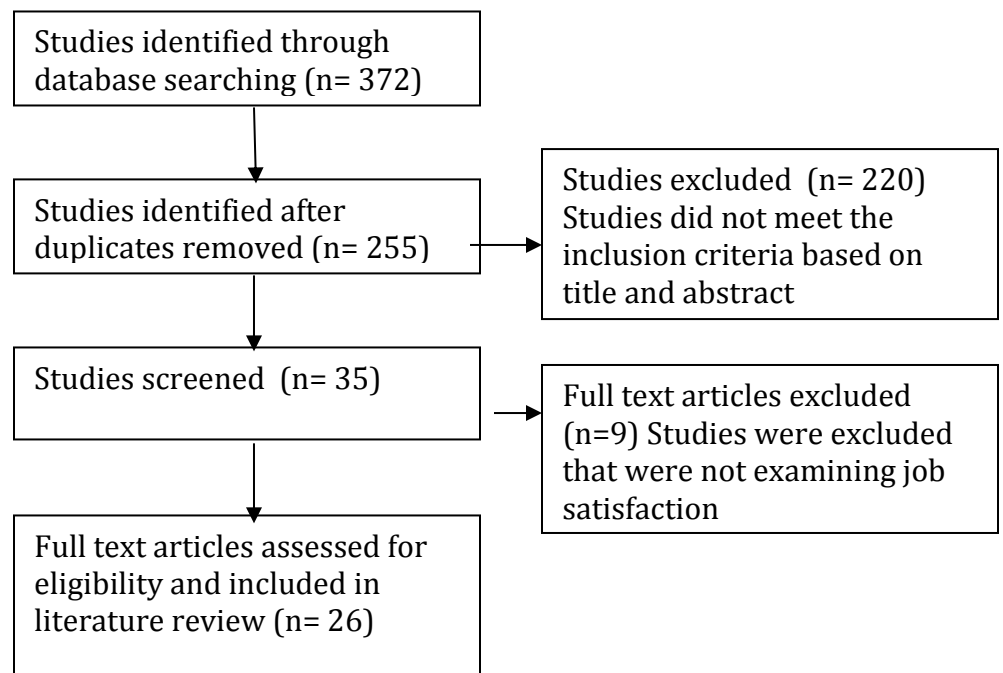 Studies identified through
database searching (n= 372)
Studies identified after
duplicates removed (n= 255)
Studies excluded  (n= 220)
Studies did not meet the
inclusion criteria based on
title and abstract
Studies screened  (n= 35)
Full text articles excluded
(n=9) Studies were excluded
that were not examining job
satisfaction
Full text articles assessed for
eligibility and included in
literature review (n= 26)